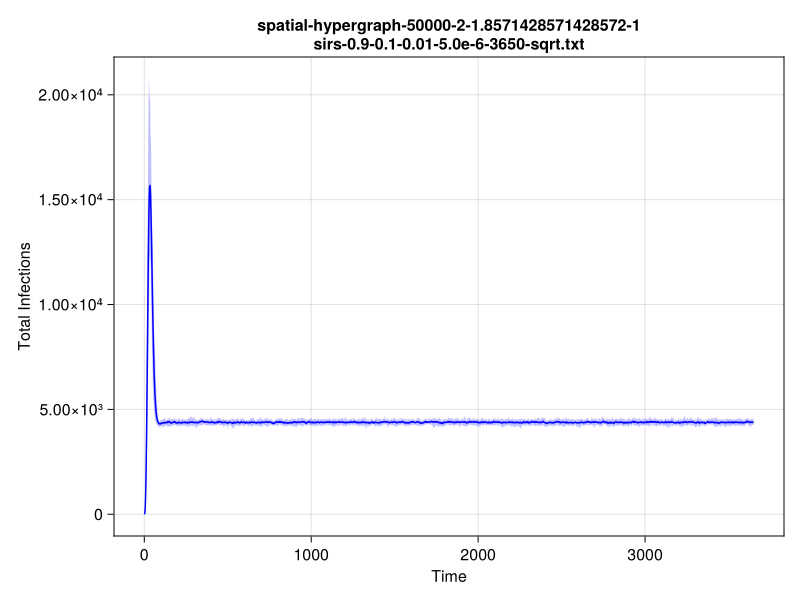 spatial-hypergraph-50000-2-1.8571428571428572-1
sirs-0.9-0.1-0.01-5.0e-6-3650-sqrt.txt
2.00×10⁴
1.50×10⁴
1.00×10⁴
5.00×10³
0
Total Infections
0 1000 2000 3000
Time